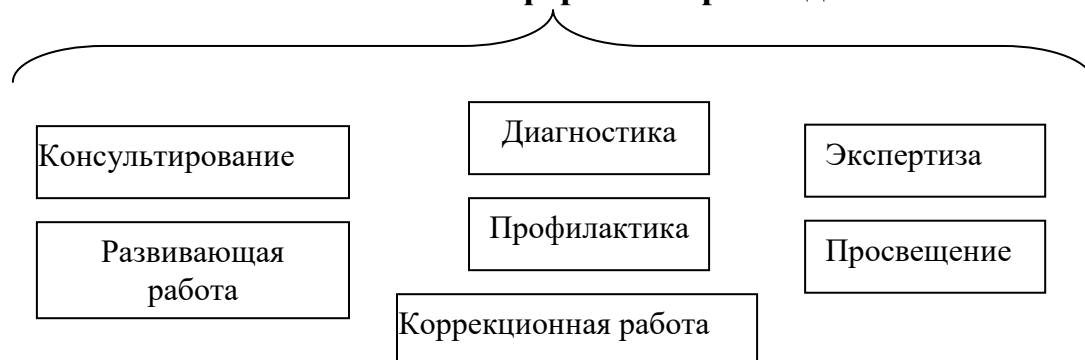 Консультирование
Диагностика
Экспертиза
Развивающая
работа
Профилактика
Просвещение
Коррекционная работа